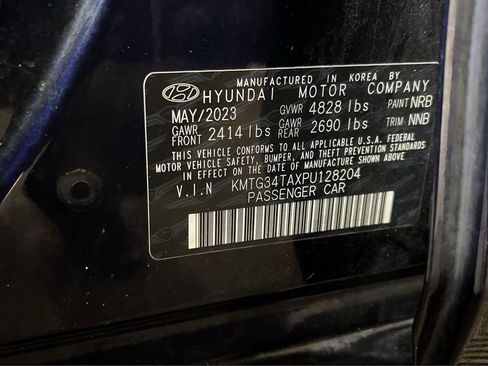 MANUFACTURED IN KOREA BY
HYUNDAI MOTOR COMPANY
MAY/2023 GVWR 4828 lbs PAINT NRB
GAWR FRONT 2414 lbs GAWR REAR 2690 lbs TRIM NNB
THIS VEHICLE CONFORMS TO ALL APPLICABLE U.S.A. FEDERAL
MOTOR VEHICLE SAFETY, BUMPER, AND THEFT PREVENTION STANDARDS
IN EFFECT ON THE DATE OF MANUFACTURE SHOWN ABOVE.
V.I.N KMTG34TAXPU128204
PASSENGER CAR